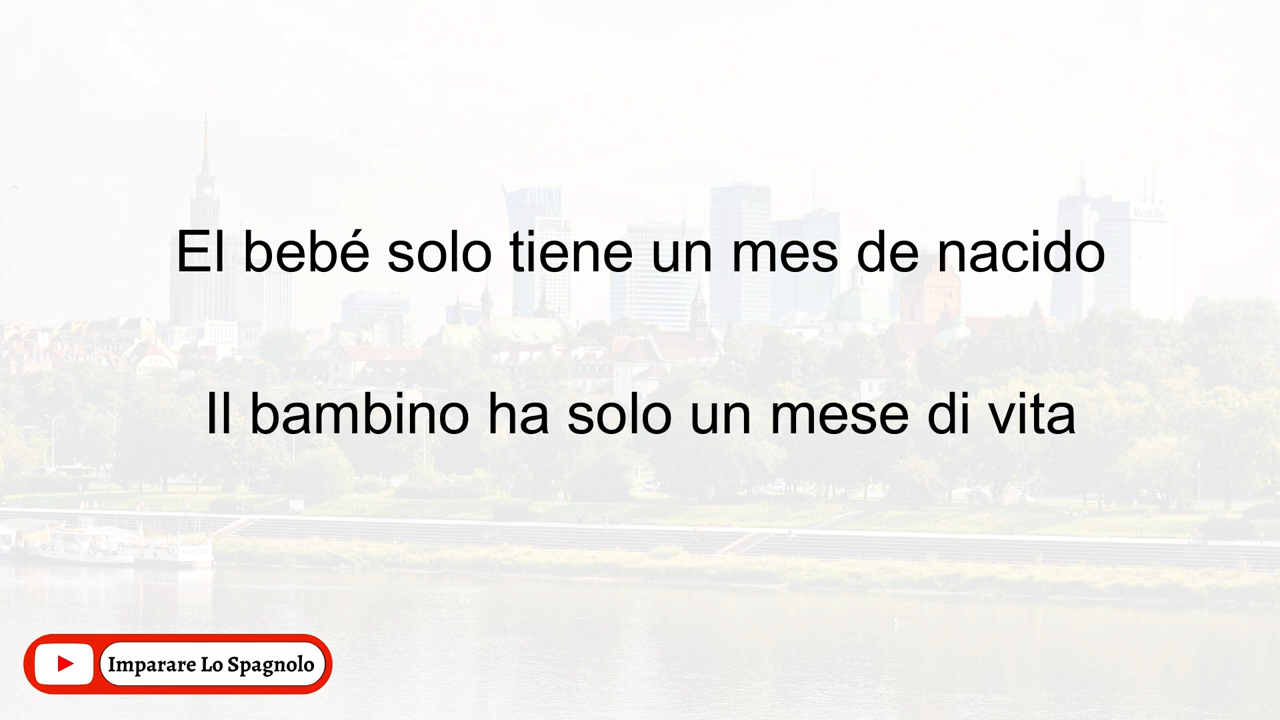 El bebé solo tiene un mes de nacido
Il bambino ha solo un mese di vita
Imparare Lo Spagnolo